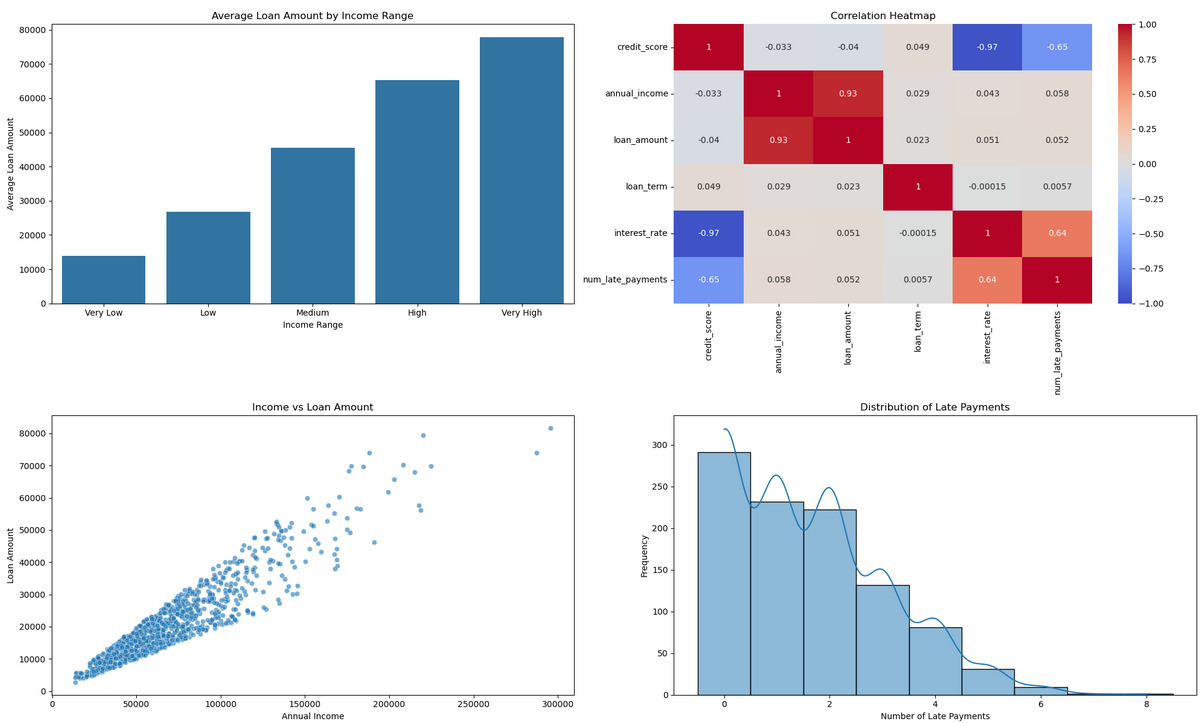 Average Loan Amount by Income Range
80000
70000
60000
50000
40000
30000
20000
10000
0
Average Loan Amount
Very Low Low Medium High Very High
Income Range
Correlation Heatmap
credit_score 1 -0.033 -0.04 0.049 -0.97 -0.65
annual_income -0.033 1 0.93 0.029 0.043 0.058
loan_amount -0.04 0.93 1 0.023 0.051 0.052
loan_term 0.049 0.029 0.023 1 -0.00015 0.0057
interest_rate -0.97 0.043 0.051 -0.00015 1 0.64
num_late_payments -0.65 0.058 0.052 0.0057 0.64 1
credit_score annual_income loan_amount loan_term interest_rate num_late_payments
1.00
0.75
0.50
0.25
0.00
−0.25
−0.50
−0.75
−1.00
Income vs Loan Amount
80000
70000
60000
50000
40000
30000
20000
10000
0
Loan Amount
0 50000 100000 150000 200000 250000 300000
Annual Income
Distribution of Late Payments
300
250
200
150
100
50
0
Frequency
0 2 4 6 8
Number of Late Payments